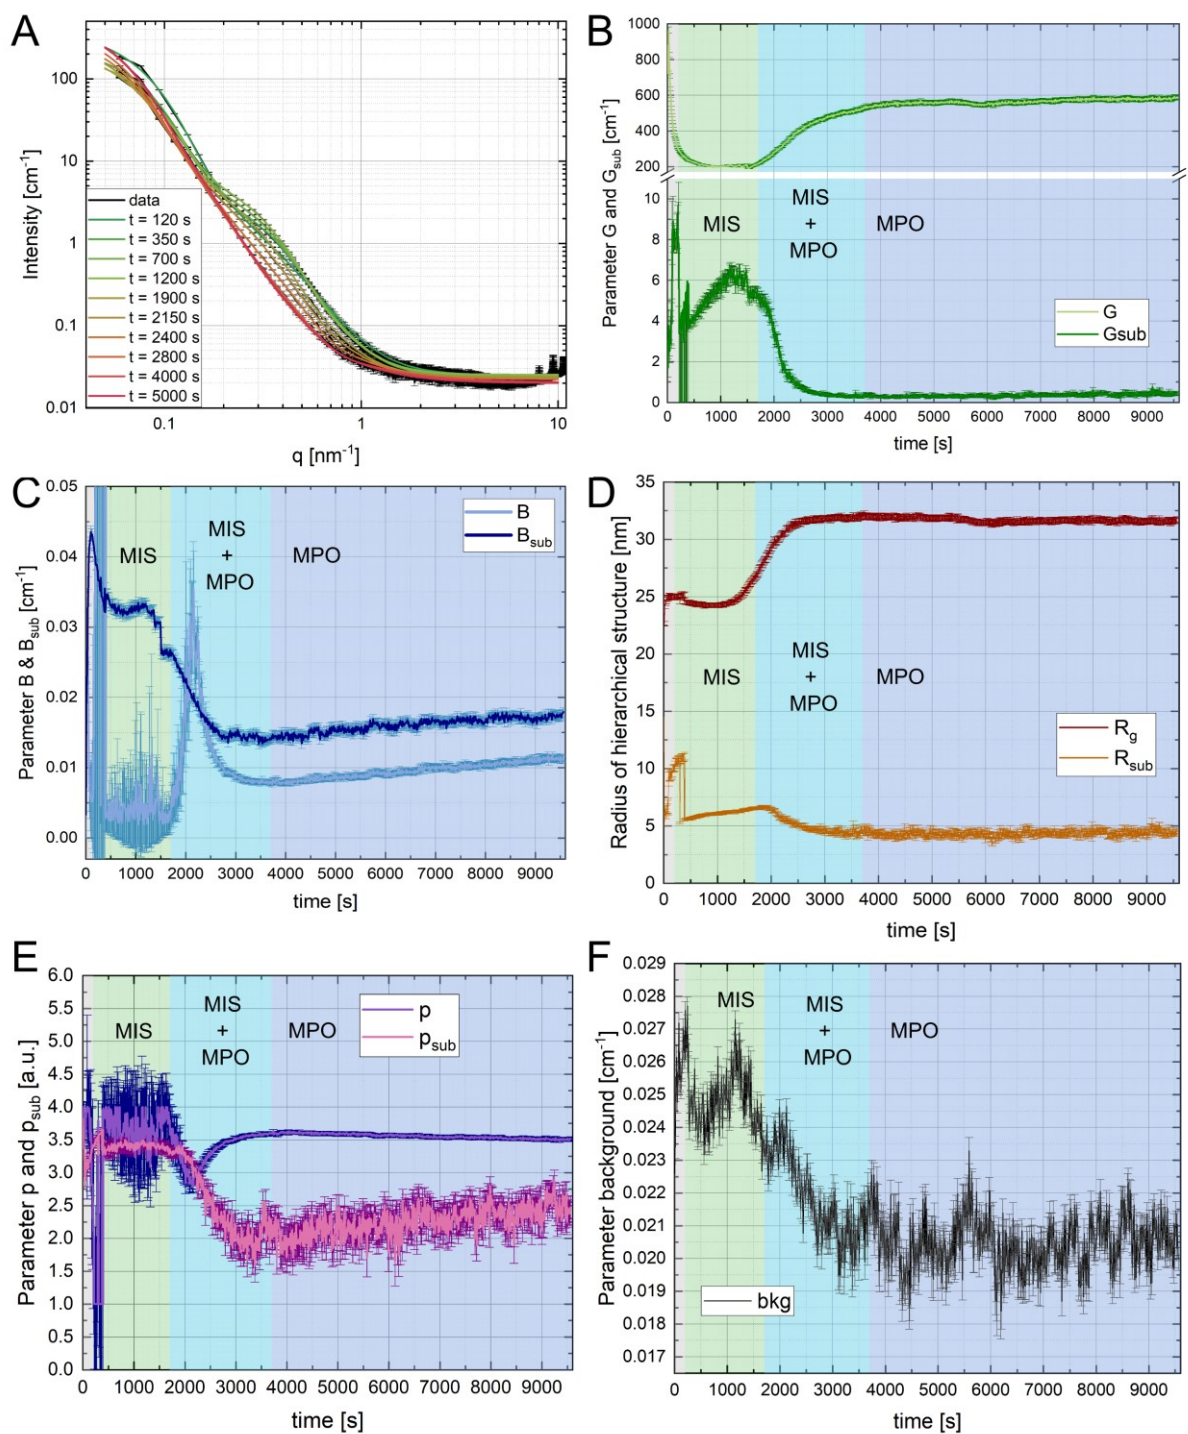 A
Intensity [cm⁻¹]
100
10
1
0.1
0.01
data
t = 120 s
t = 350 s
t = 700 s
t = 1200 s
t = 1900 s
t = 2150 s
t = 2400 s
t = 2800 s
t = 4000 s
t = 5000 s
0.1 1 10
q [nm⁻¹]
B
Parameter G and G_sub [cm⁻¹]
1000
800
600
400
200
10
8
6
4
2
0
MIS
MIS
+
MPO
MPO
G
Gsub
0 1000 2000 3000 4000 5000 6000 7000 8000 9000
time [s]
C
Parameter B & B_sub [cm⁻¹]
0.05
0.04
0.03
0.02
0.01
0.00
MIS
MIS
+
MPO
MPO
B
B_sub
0 1000 2000 3000 4000 5000 6000 7000 8000 9000
time [s]
D
Radius of hierarchical structure [nm]
35
30
25
20
15
10
5
0
MIS
MIS
+
MPO
MPO
R_g
R_sub
0 1000 2000 3000 4000 5000 6000 7000 8000 9000
time [s]
E
Parameter p and p_sub [a.u.]
6.0
5.5
5.0
4.5
4.0
3.5
3.0
2.5
2.0
1.5
1.0
0.5
0.0
MIS
MIS
+
MPO
MPO
p
p_sub
0 1000 2000 3000 4000 5000 6000 7000 8000 9000
time [s]
F
Parameter background [cm⁻¹]
0.029
0.028
0.027
0.026
0.025
0.024
0.023
0.022
0.021
0.020
0.019
0.018
0.017
MIS
MIS
+
MPO
MPO
bkg
0 1000 2000 3000 4000 5000 6000 7000 8000 9000
time [s]